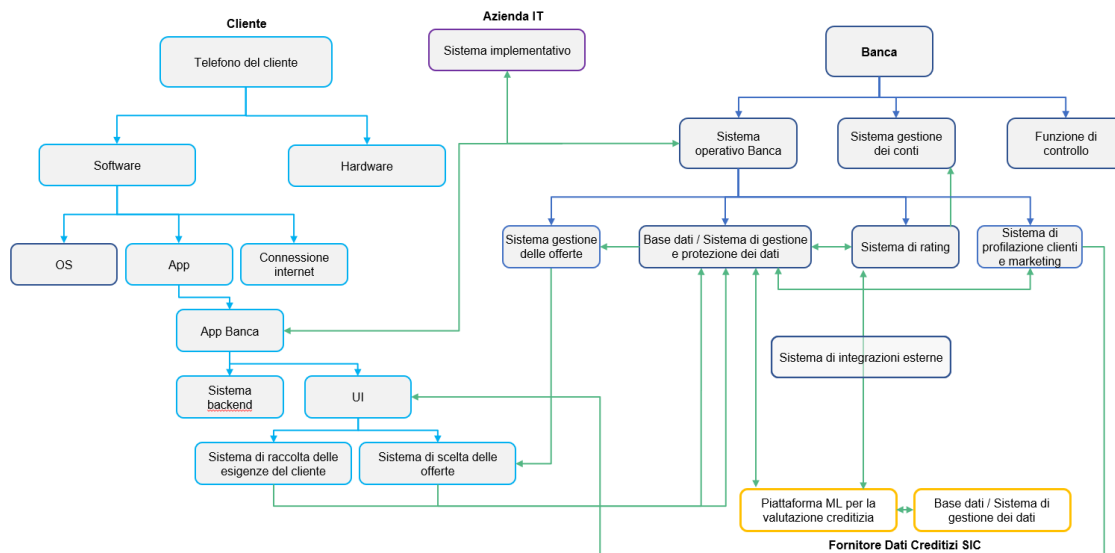 Cliente
Azienda IT
Telefono del cliente
Sistema implementativo
Banca
Software
Hardware
Sistema
operativo Banca
Sistema gestione
dei conti
Funzione di
controllo
OS
App
Connessione
internet
Sistema gestione
delle offerte
Base dati / Sistema di gestione
e protezione dei dati
Sistema di rating
Sistema di
profilazione clienti
e marketing
App Banca
Sistema di integrazioni esterne
Sistema
backend
UI
Sistema di raccolta delle
esigenze del cliente
Sistema di scelta delle
offerte
Piattaforma ML per la
valutazione creditizia
Base dati / Sistema di
gestione dei dati
Fornitore Dati Creditizi SIC